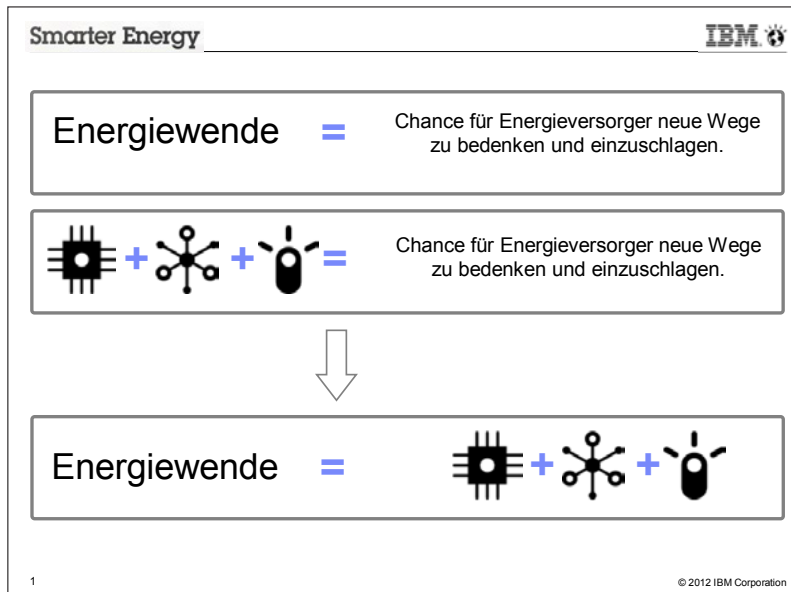 Smarter Energy
IBM
Energiewende =
Chance für Energieversorger neue Wege
zu bedenken und einzuschlagen.
+ + =
Chance für Energieversorger neue Wege
zu bedenken und einzuschlagen.
Energiewende = + +
1
© 2012 IBM Corporation